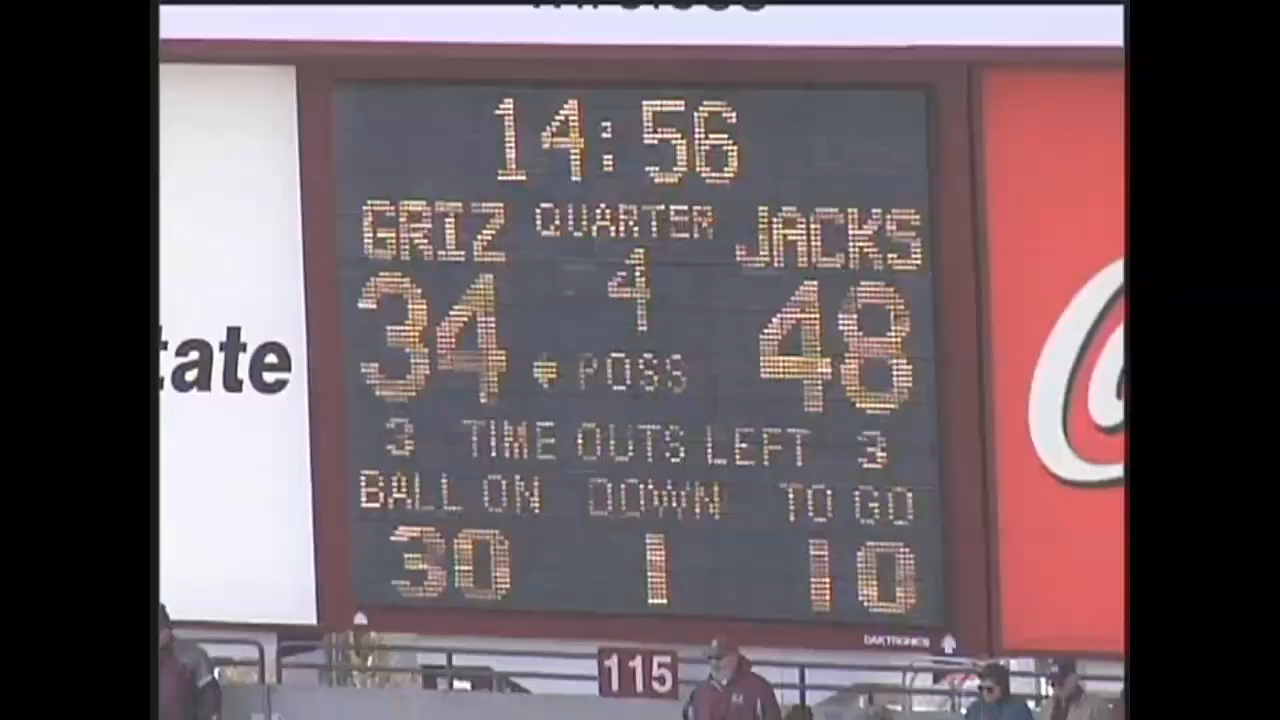 14:56
GRIZ QUARTER JACKS
34 4 48
POSS
3 TIME OUTS LEFT 3
BALL ON DOWN TO GO
30 1 10
tate
DAKTRONICS
115